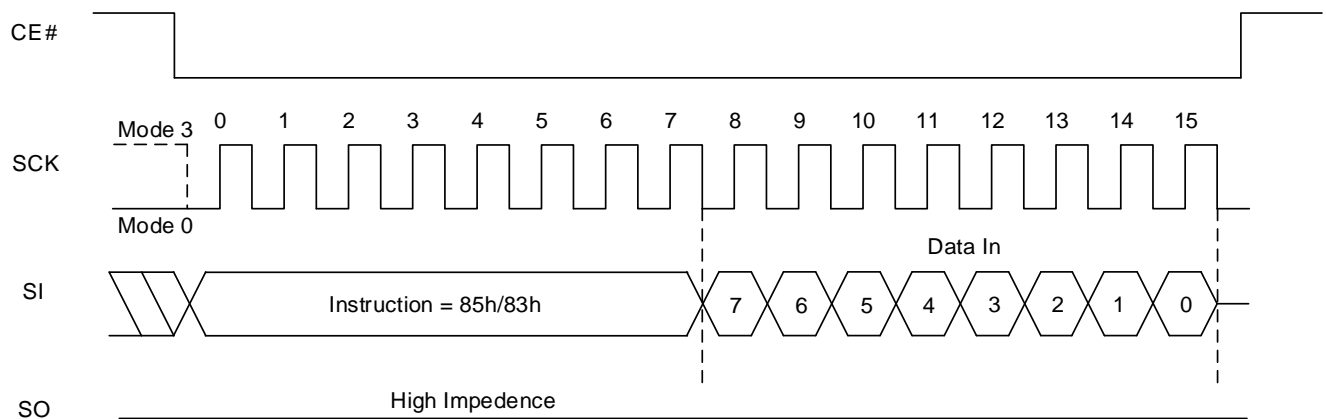 CE#
Mode 3
0 1 2 3 4 5 6 7 8 9 10 11 12 13 14 15
SCK
Mode 0
Data In
SI
Instruction = 85h/83h
7 6 5 4 3 2 1 0
High Impedence
SO